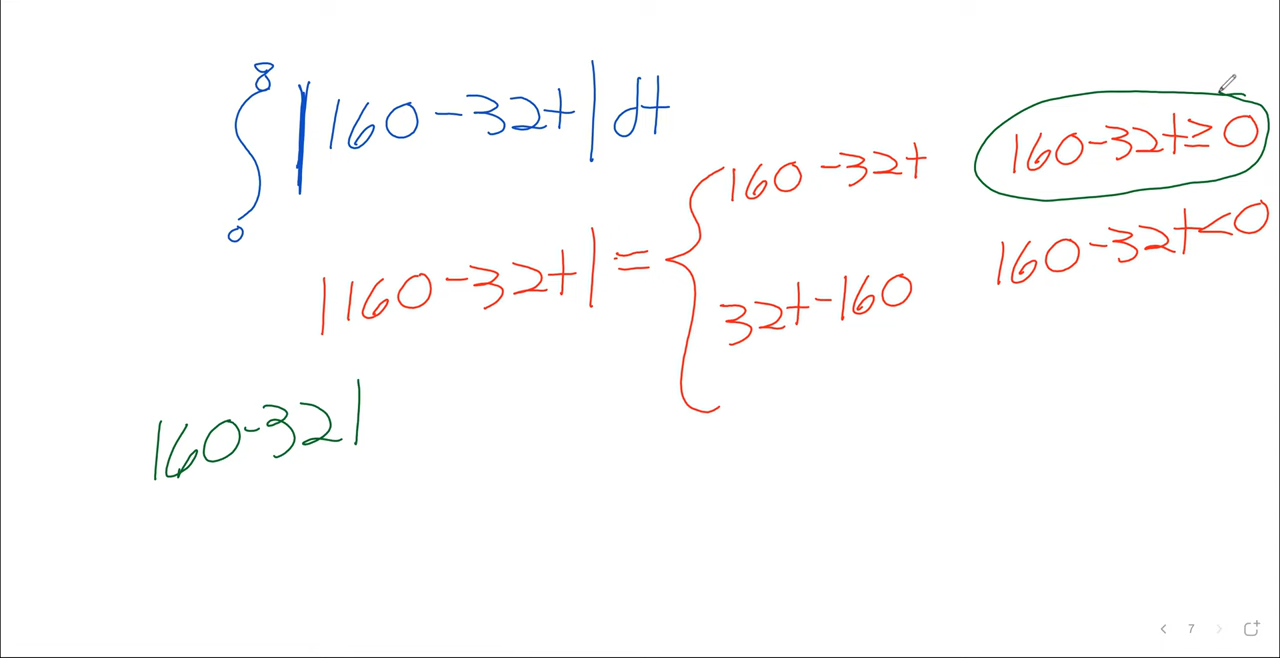 ∫₀⁸ |160-32t| dt
|160-32t| = { 160-32t   160-32t≥0
32t-160   160-32t<0
160-32|
7